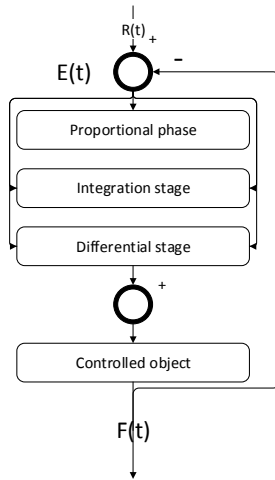 R(t)
+
E(t)
-
Proportional phase
Integration stage
Differential stage
+
Controlled object
F(t)